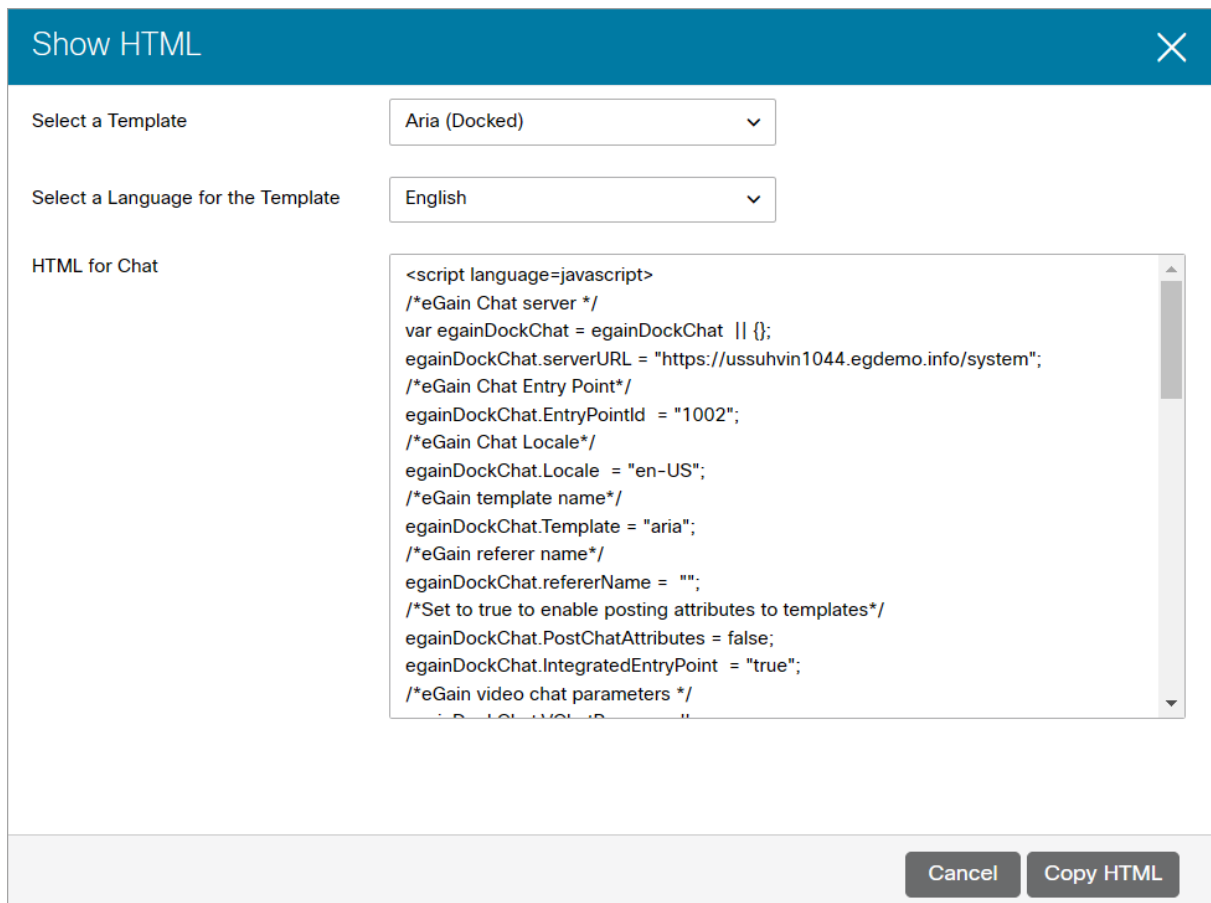 Show HTML
Select a Template
Aria (Docked)
Select a Language for the Template
English
HTML for Chat
<script language=javascript>
/*eGain Chat server */
var egainDockChat = egainDockChat  || {};
egainDockChat.serverURL = "https://ussuhvin1044.egdemo.info/system";
/*eGain Chat Entry Point*/
egainDockChat.EntryPointId  = "1002";
/*eGain Chat Locale*/
egainDockChat.Locale  = "en-US";
/*eGain template name*/
egainDockChat.Template = "aria";
/*eGain referer name*/
egainDockChat.refererName =  "";
/*Set to true to enable posting attributes to templates*/
egainDockChat.PostChatAttributes = false;
egainDockChat.IntegratedEntryPoint  = "true";
/*eGain video chat parameters */
Cancel
Copy HTML